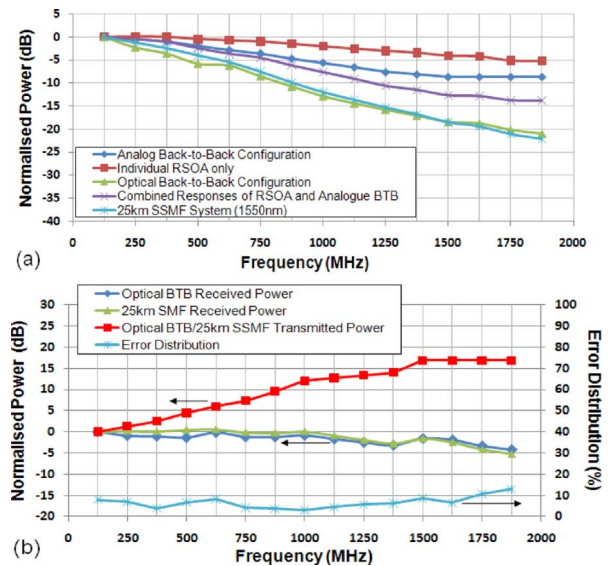 5
0
-5
-10
-15
-20
-25
-30
-35
-40
Normalised Power (dB)
Analog Back-to-Back Configuration
Individual RSOA only
Optical Back-to-Back Configuration
Combined Responses of RSOA and Analogue BTB
25km SSMF System (1550nm)
0 250 500 750 1000 1250 1500 1750 2000
Frequency (MHz)
(a)
Optical BTB Received Power
25km SMF Received Power
Optical BTB/25km SSMF Transmitted Power
Error Distribution
30
25
20
15
10
5
0
-5
-10
-15
-20
Normalised Power (dB)
100
90
80
70
60
50
40
30
20
10
0
Error Distribution (%)
0 250 500 750 1000 1250 1500 1750 2000
Frequency (MHz)
(b)